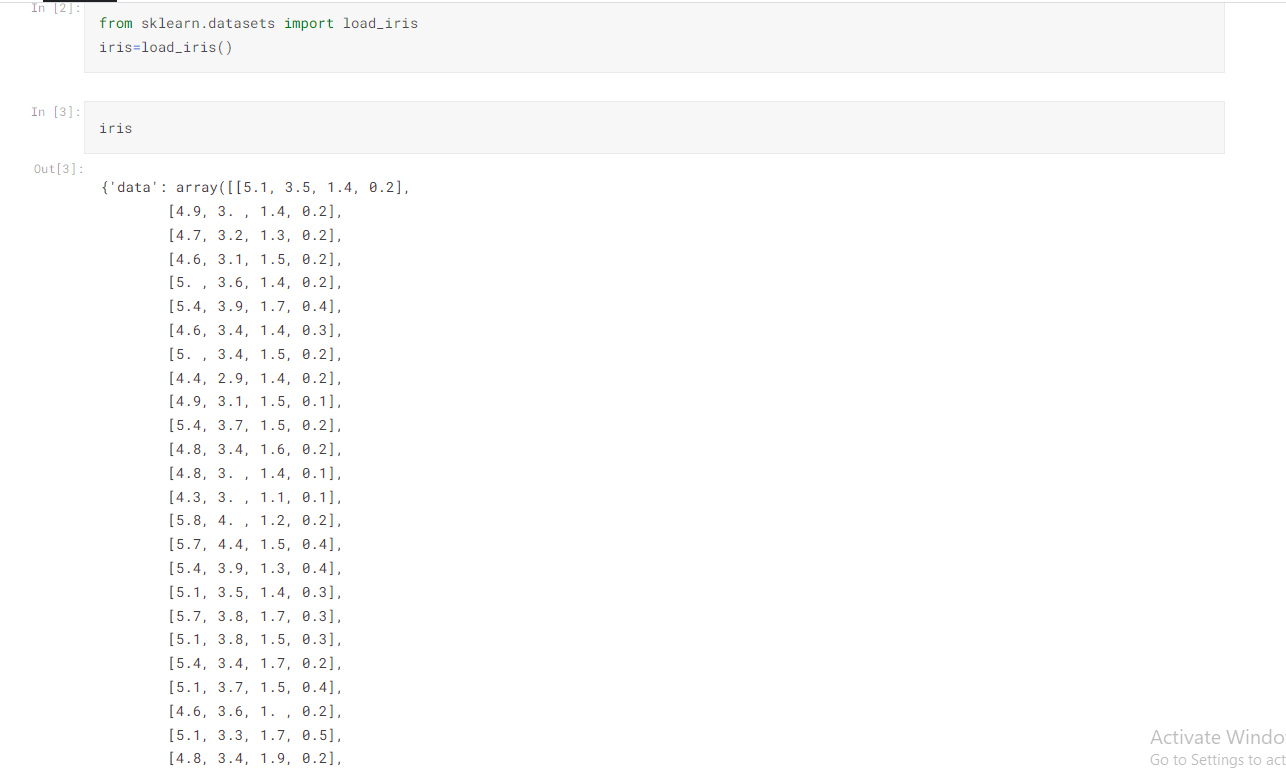 In [2]:
from sklearn.datasets import load_iris
iris=load_iris()
In [3]:
iris
Out[3]:
{'data': array([[5.1, 3.5, 1.4, 0.2],
[4.9, 3. , 1.4, 0.2],
[4.7, 3.2, 1.3, 0.2],
[4.6, 3.1, 1.5, 0.2],
[5. , 3.6, 1.4, 0.2],
[5.4, 3.9, 1.7, 0.4],
[4.6, 3.4, 1.4, 0.3],
[5. , 3.4, 1.5, 0.2],
[4.4, 2.9, 1.4, 0.2],
[4.9, 3.1, 1.5, 0.1],
[5.4, 3.7, 1.5, 0.2],
[4.8, 3.4, 1.6, 0.2],
[4.8, 3. , 1.4, 0.1],
[4.3, 3. , 1.1, 0.1],
[5.8, 4. , 1.2, 0.2],
[5.7, 4.4, 1.5, 0.4],
[5.4, 3.9, 1.3, 0.4],
[5.1, 3.5, 1.4, 0.3],
[5.7, 3.8, 1.7, 0.3],
[5.1, 3.8, 1.5, 0.3],
[5.4, 3.4, 1.7, 0.2],
[5.1, 3.7, 1.5, 0.4],
[4.6, 3.6, 1. , 0.2],
[5.1, 3.3, 1.7, 0.5],
[4.8, 3.4, 1.9, 0.2],
Activate Windo
Go to Settings to act